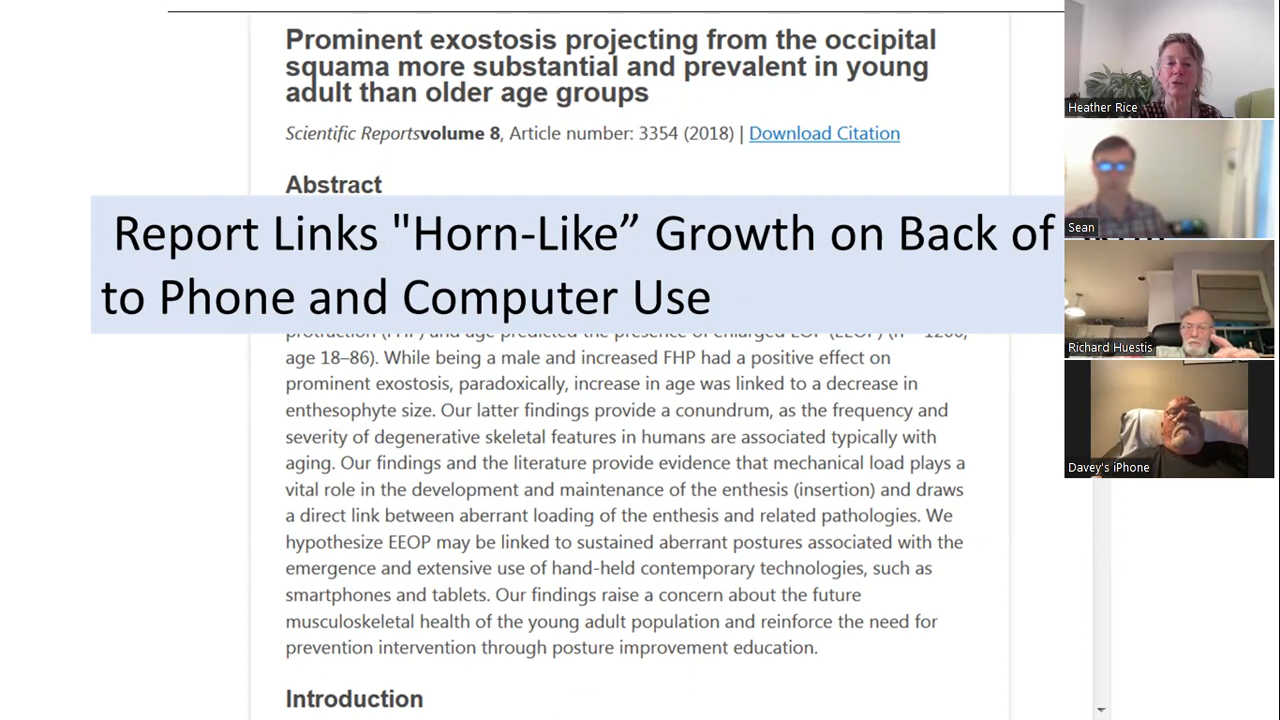 Prominent exostosis projecting from the occipital
squama more substantial and prevalent in young
adult than older age groups
Scientific Reportsvolume 8, Article number: 3354 (2018) | Download Citation
Abstract
Report Links "Horn-Like” Growth on Back of
to Phone and Computer Use
age 18–86). While being a male and increased FHP had a positive effect on
prominent exostosis, paradoxically, increase in age was linked to a decrease in
enthesophyte size. Our latter findings provide a conundrum, as the frequency and
severity of degenerative skeletal features in humans are associated typically with
aging. Our findings and the literature provide evidence that mechanical load plays a
vital role in the development and maintenance of the enthesis (insertion) and draws
a direct link between aberrant loading of the enthesis and related pathologies. We
hypothesize EEOP may be linked to sustained aberrant postures associated with the
emergence and extensive use of hand-held contemporary technologies, such as
smartphones and tablets. Our findings raise a concern about the future
musculoskeletal health of the young adult population and reinforce the need for
prevention intervention through posture improvement education.
Introduction
Heather Rice
Sean
Richard Huestis
Davey's iPhone